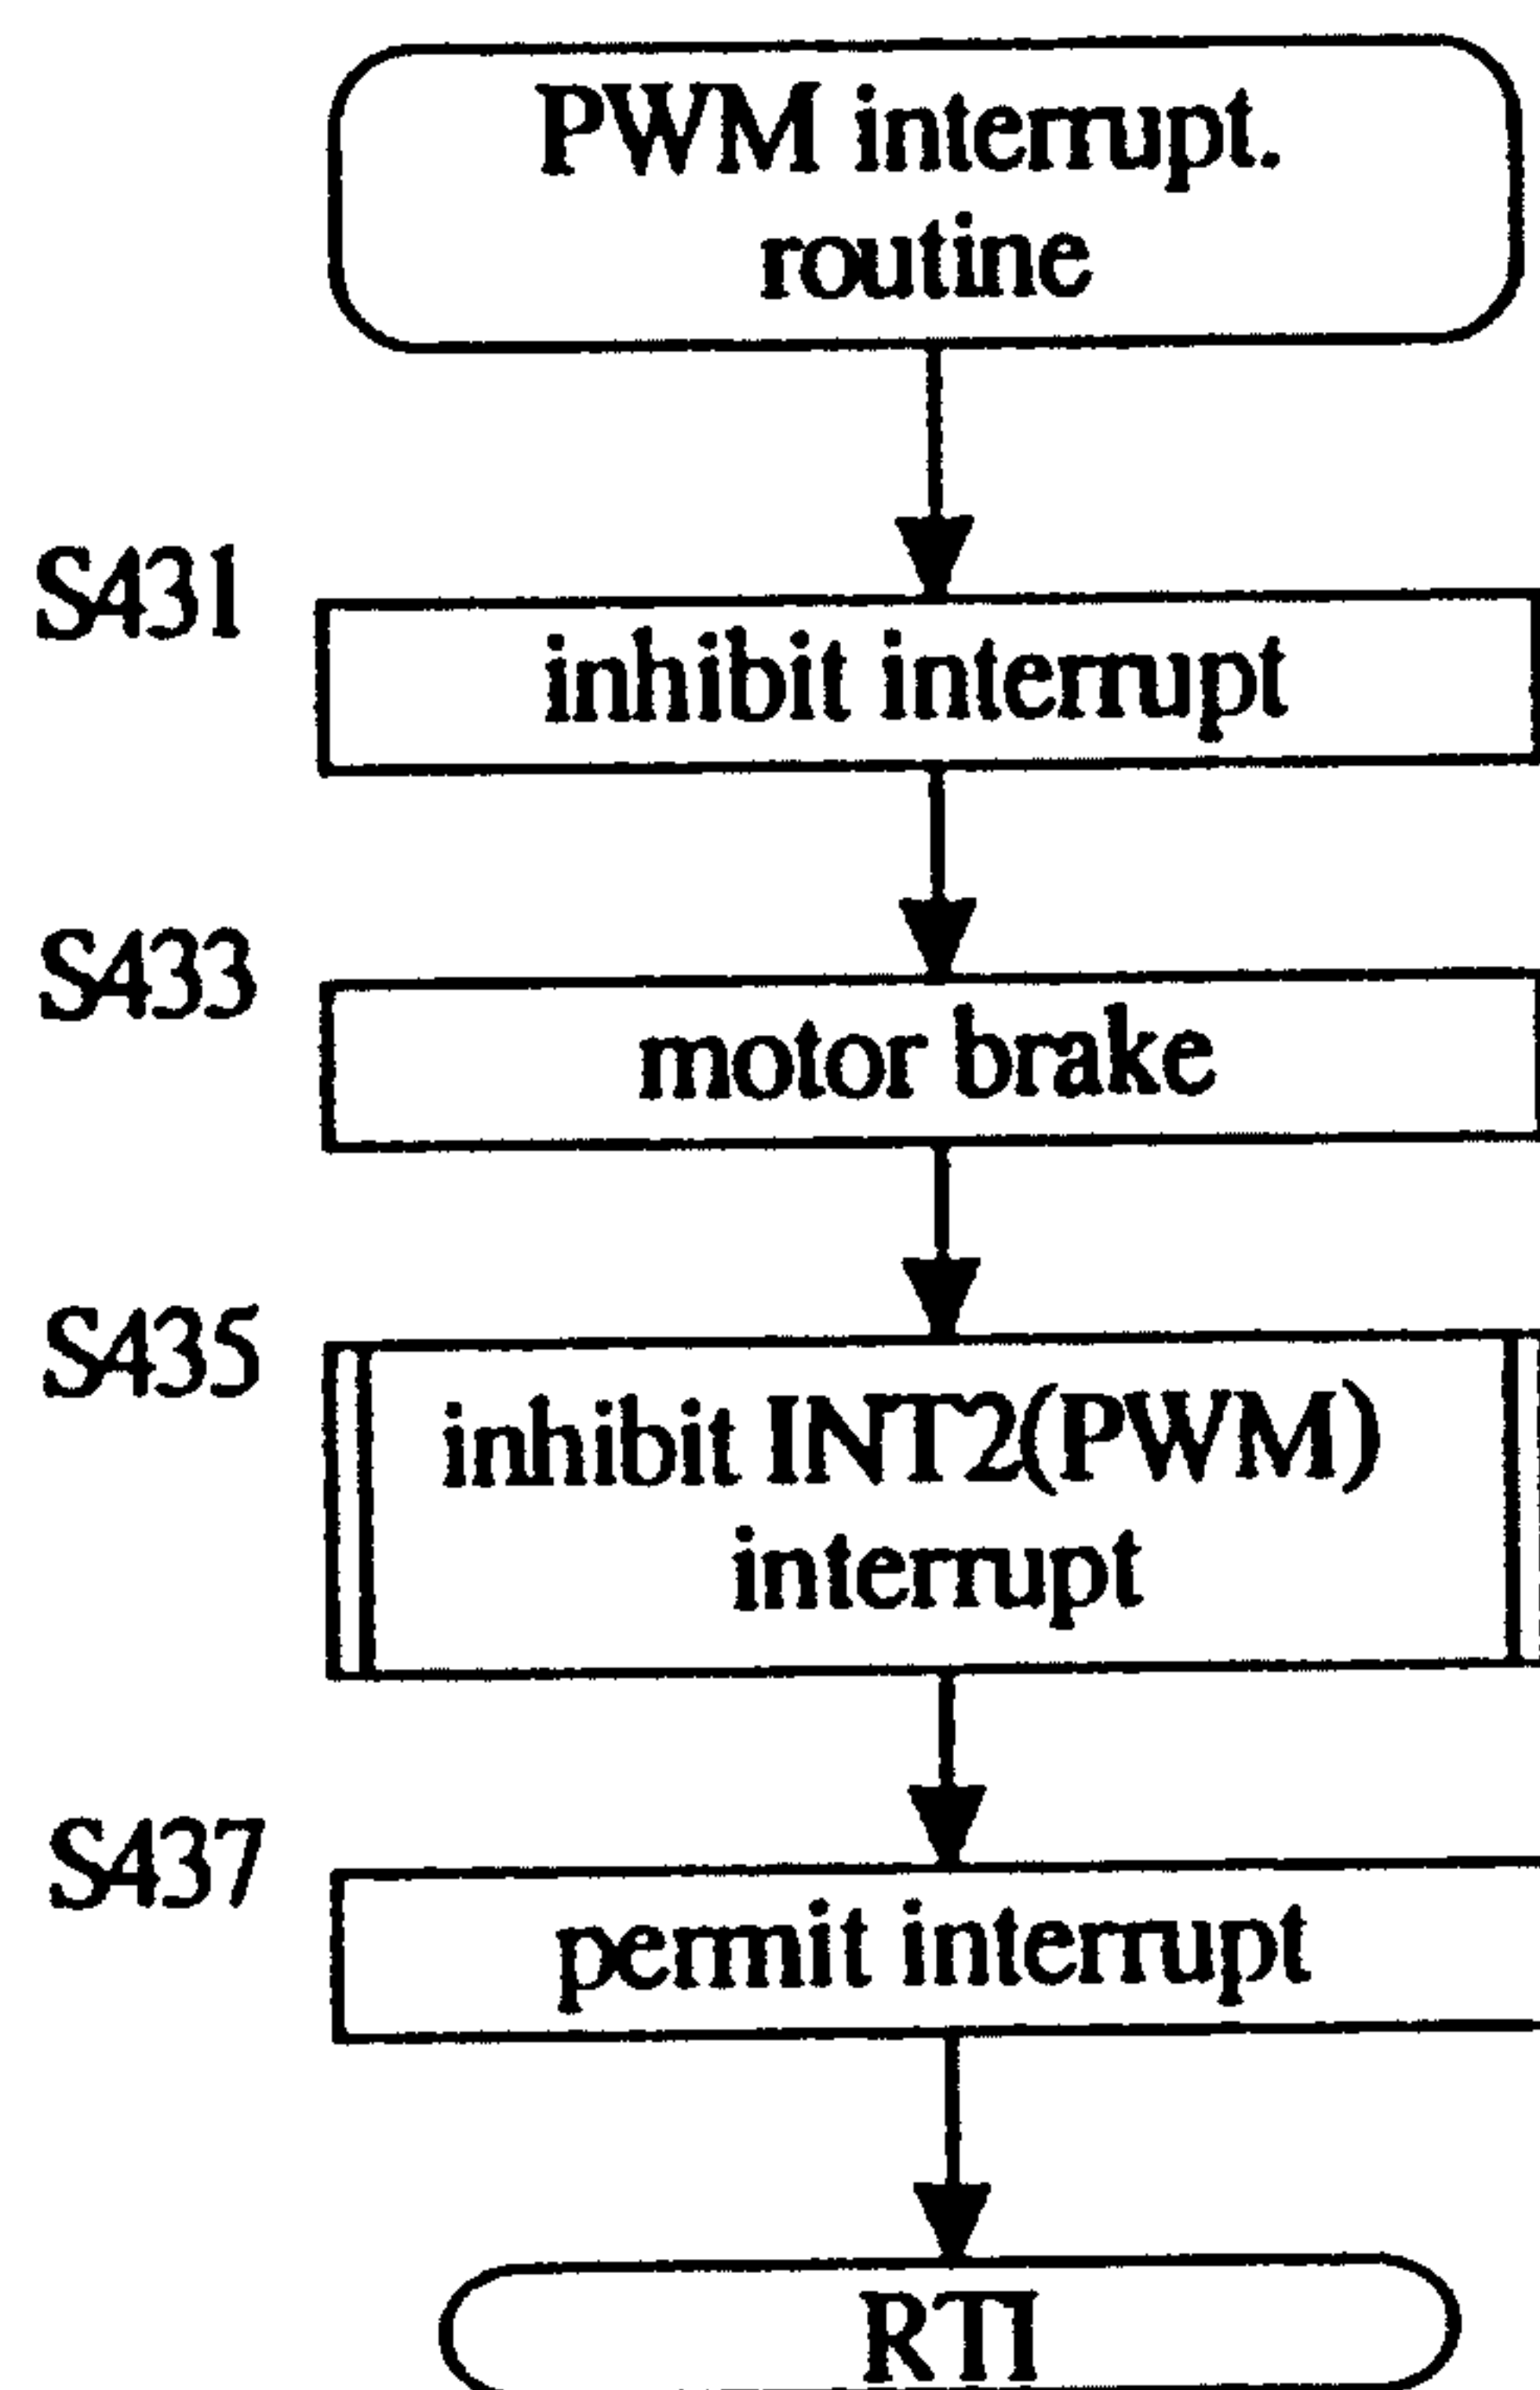 PWM interrupt.
routine
S431
inhibit interrupt
S433
motor brake
S435
inhibit INT2(PWM)
interrupt
S437
permit interrupt
RTI